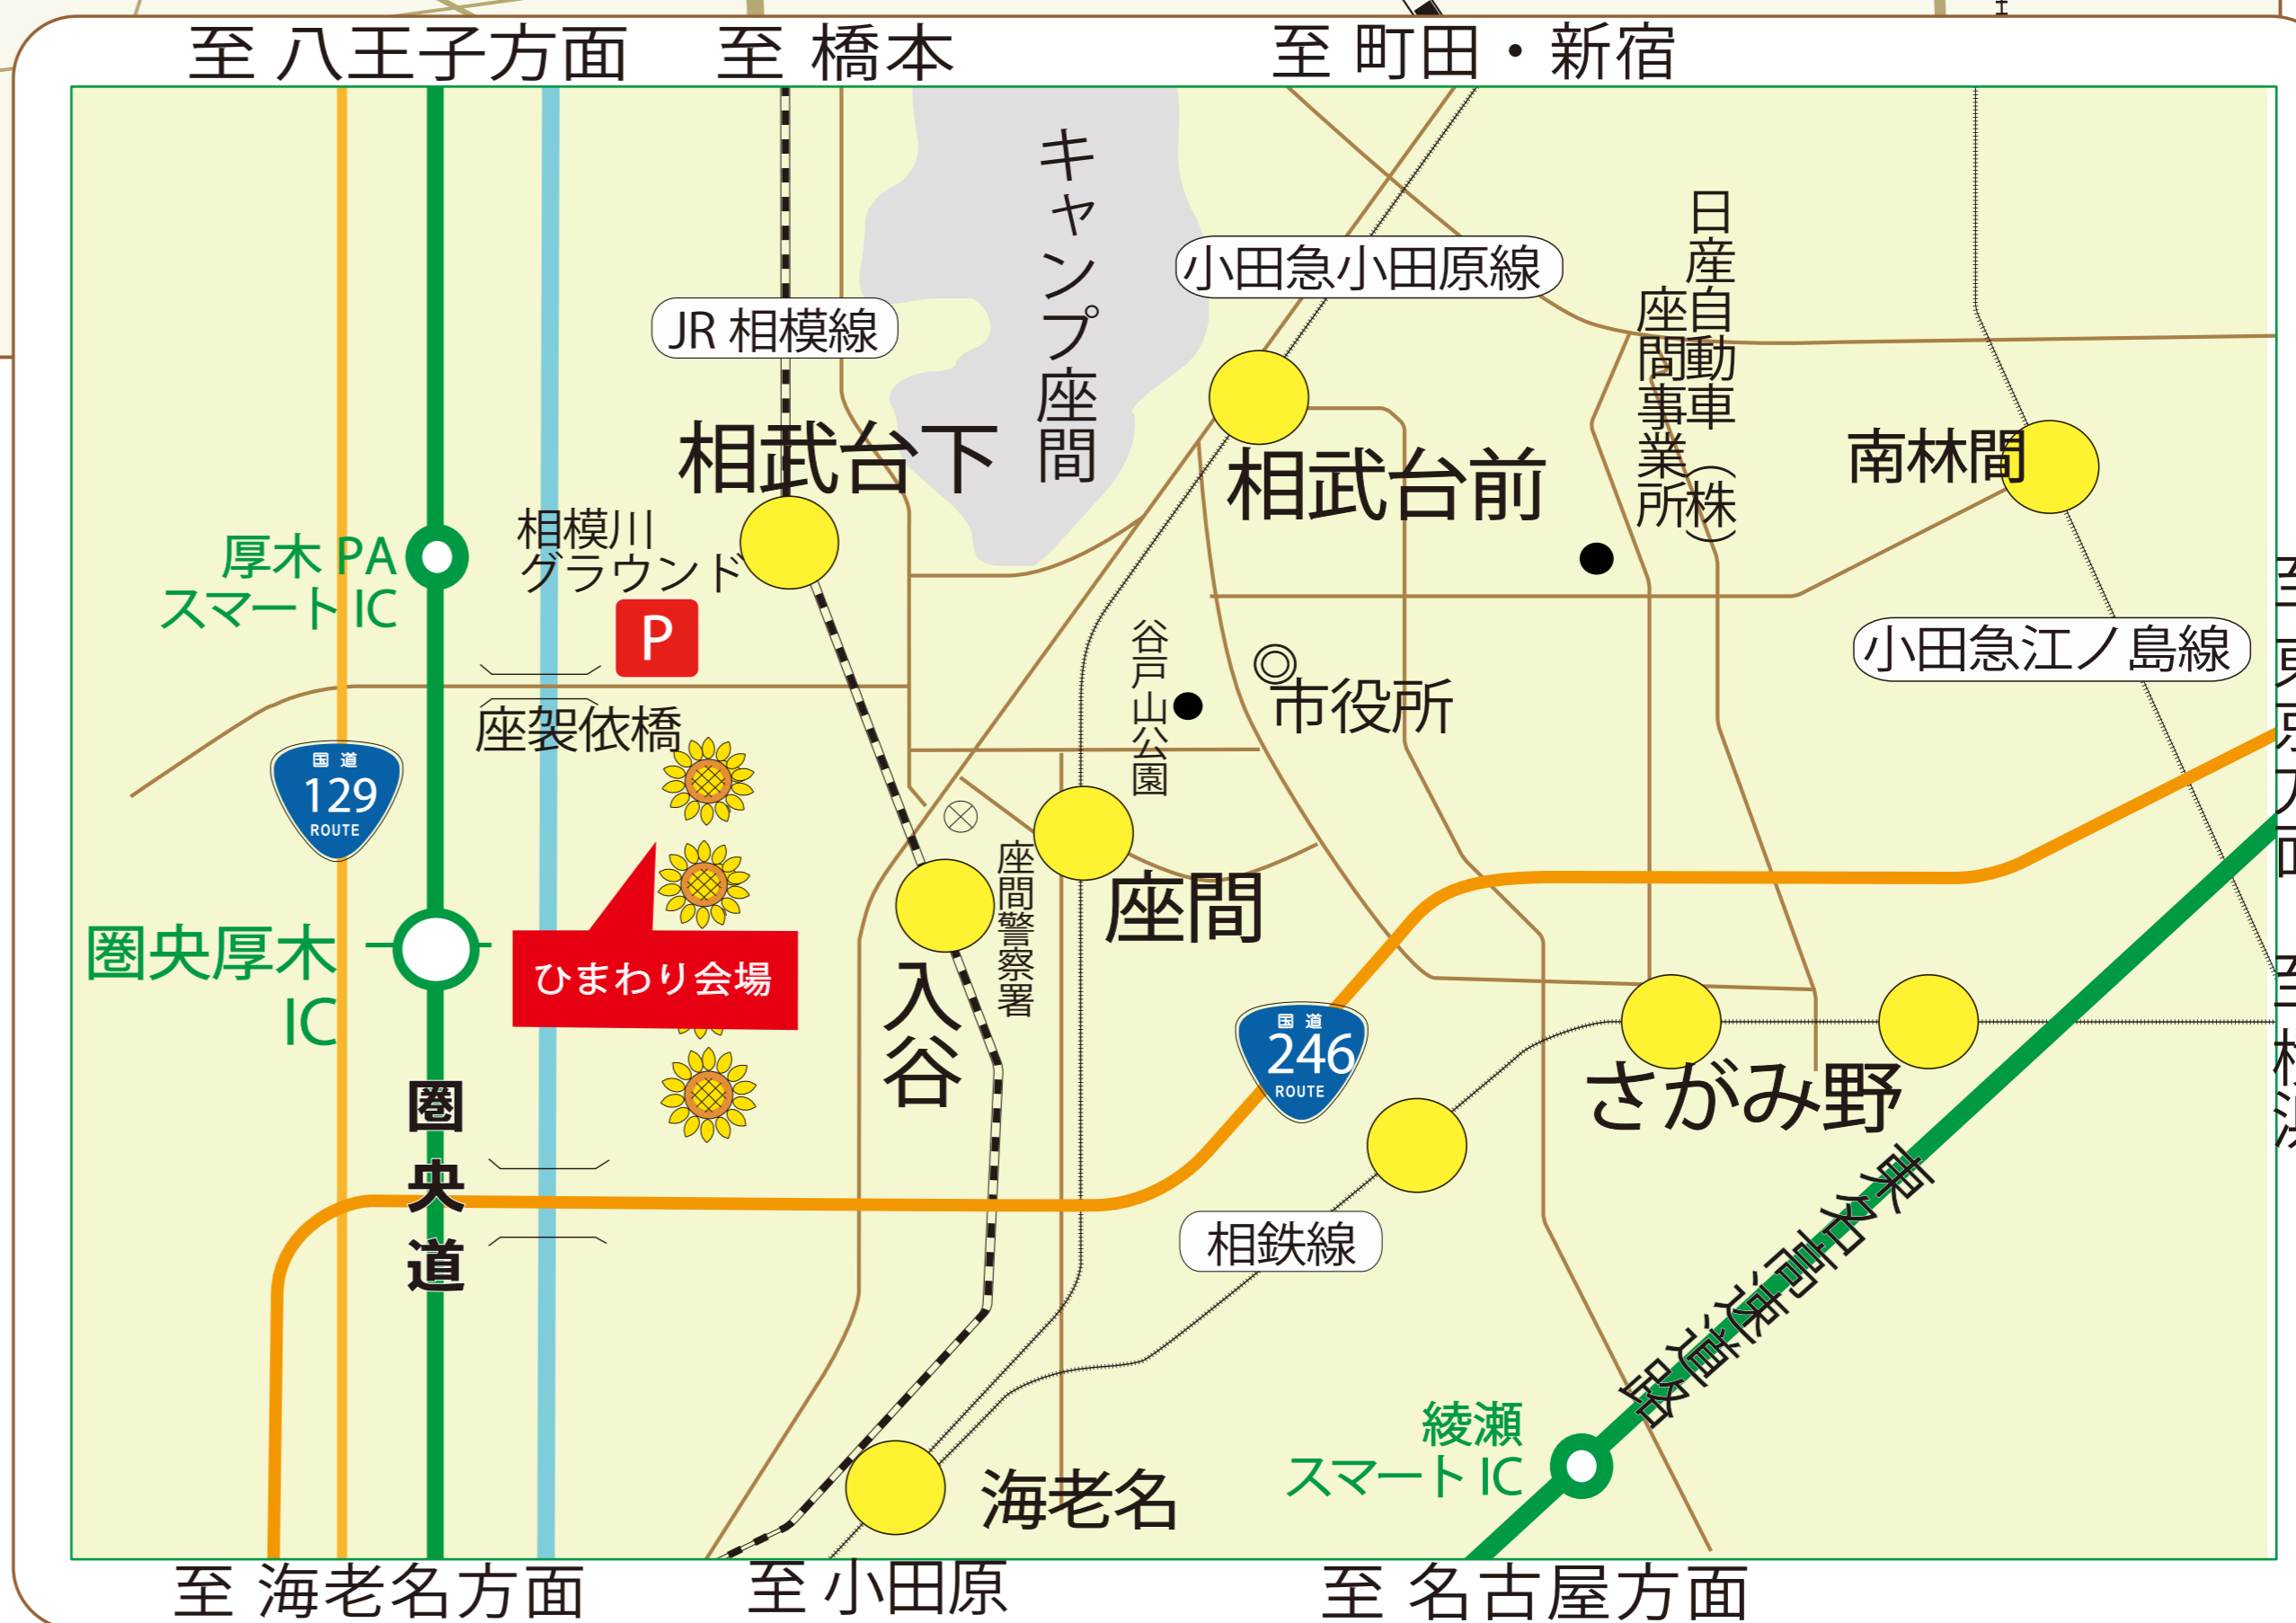 至 八王子方面
至 橋本
至 町田・新宿
キャンプ座間
小田急小田原線
日産自動車(株)
座間事業所
JR 相模線
相武台下
相武台前
南林間
相模川
グラウンド
厚木 PA
スマート IC
P
谷戸山公園
小田急江ノ島線
市役所
座架依橋
国道
129
ROUTE
座間警察署
座間
圏央厚木
IC
ひまわり会場
入谷
国道
246
ROUTE
さがみ野
圏央道
相鉄線
東名高速道路
綾瀬
スマート IC
海老名
至 海老名方面
至 小田原
至 名古屋方面